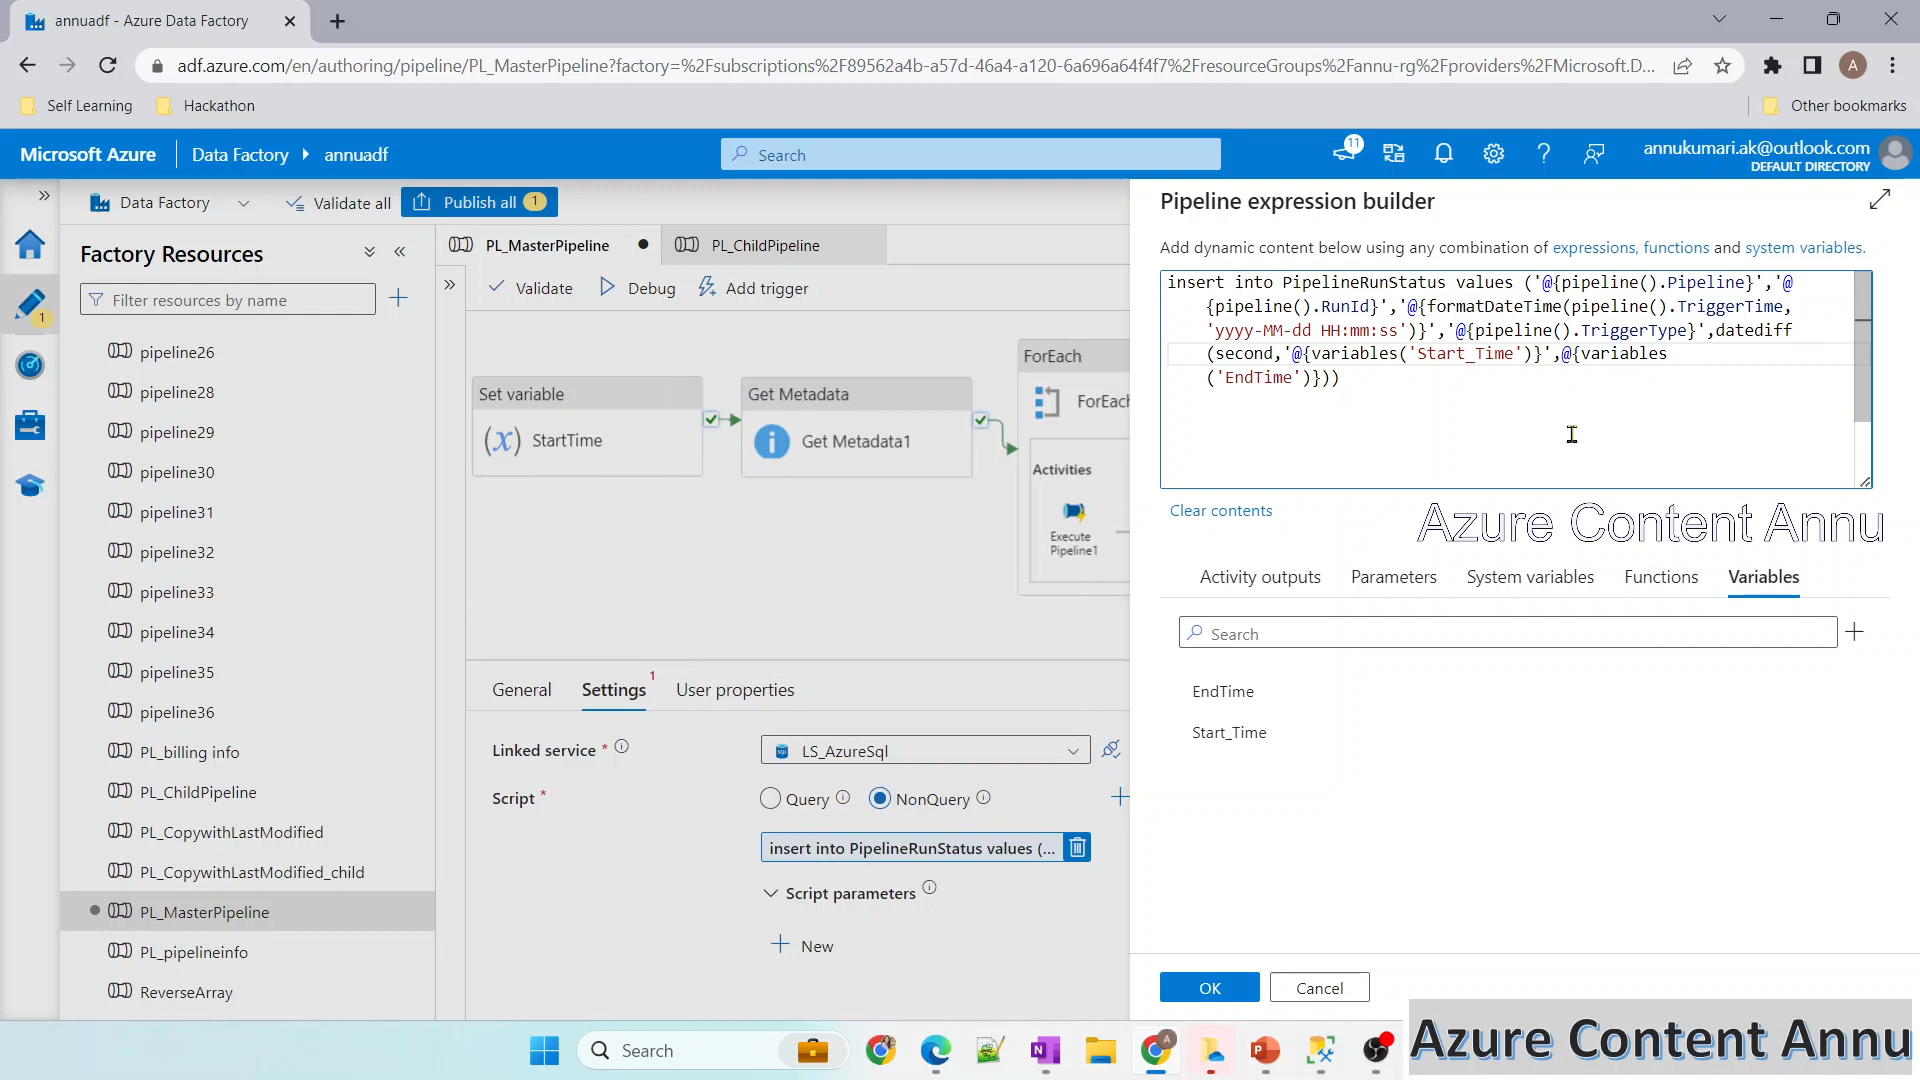 annuadf - Azure Data Factory
adf.azure.com/en/authoring/pipeline/PL_MasterPipeline?factory=%2Fsubscriptions%2F89562a4b-a57d-46a4-a120-6a696a64f4f7%2FresourceGroups%2Fannu-rg%2Fproviders%2FMicrosoft.D...
A
Self Learning
Hackathon
Other bookmarks
Microsoft Azure
Data Factory
annuadf
Search
11
annukumari.ak@outlook.com
DEFAULT DIRECTORY
Data Factory
Validate all
Publish all 1
Factory Resources
Filter resources by name
1
pipeline26
pipeline28
pipeline29
pipeline30
pipeline31
pipeline32
pipeline33
pipeline34
pipeline35
pipeline36
PL_billing info
PL_ChildPipeline
PL_CopywithLastModified
PL_CopywithLastModified_child
PL_MasterPipeline
PL_pipelineinfo
ReverseArray
PL_MasterPipeline
PL_ChildPipeline
Validate
Debug
Add trigger
Set variable
(x) StartTime
Get Metadata
Get Metadata1
ForEach
ForEach
Activities
Execute
Pipeline1
General
Settings 1
User properties
Linked service *
LS_AzureSql
Script *
Query
NonQuery
insert into PipelineRunStatus values (...
Script parameters
New
Pipeline expression builder
Add dynamic content below using any combination of expressions, functions and system variables.
insert into PipelineRunStatus values ('@{pipeline().Pipeline}','@
{pipeline().RunId}','@{formatDateTime(pipeline().TriggerTime,
'yyyy-MM-dd HH:mm:ss')}','@{pipeline().TriggerType}',datediff
(second,'@{variables('Start_Time')}',@{variables
('EndTime')}))
Clear contents
Azure Content Annu
Activity outputs
Parameters
System variables
Functions
Variables
Search
EndTime
Start_Time
OK
Cancel
Search
A
Azure Content Annu